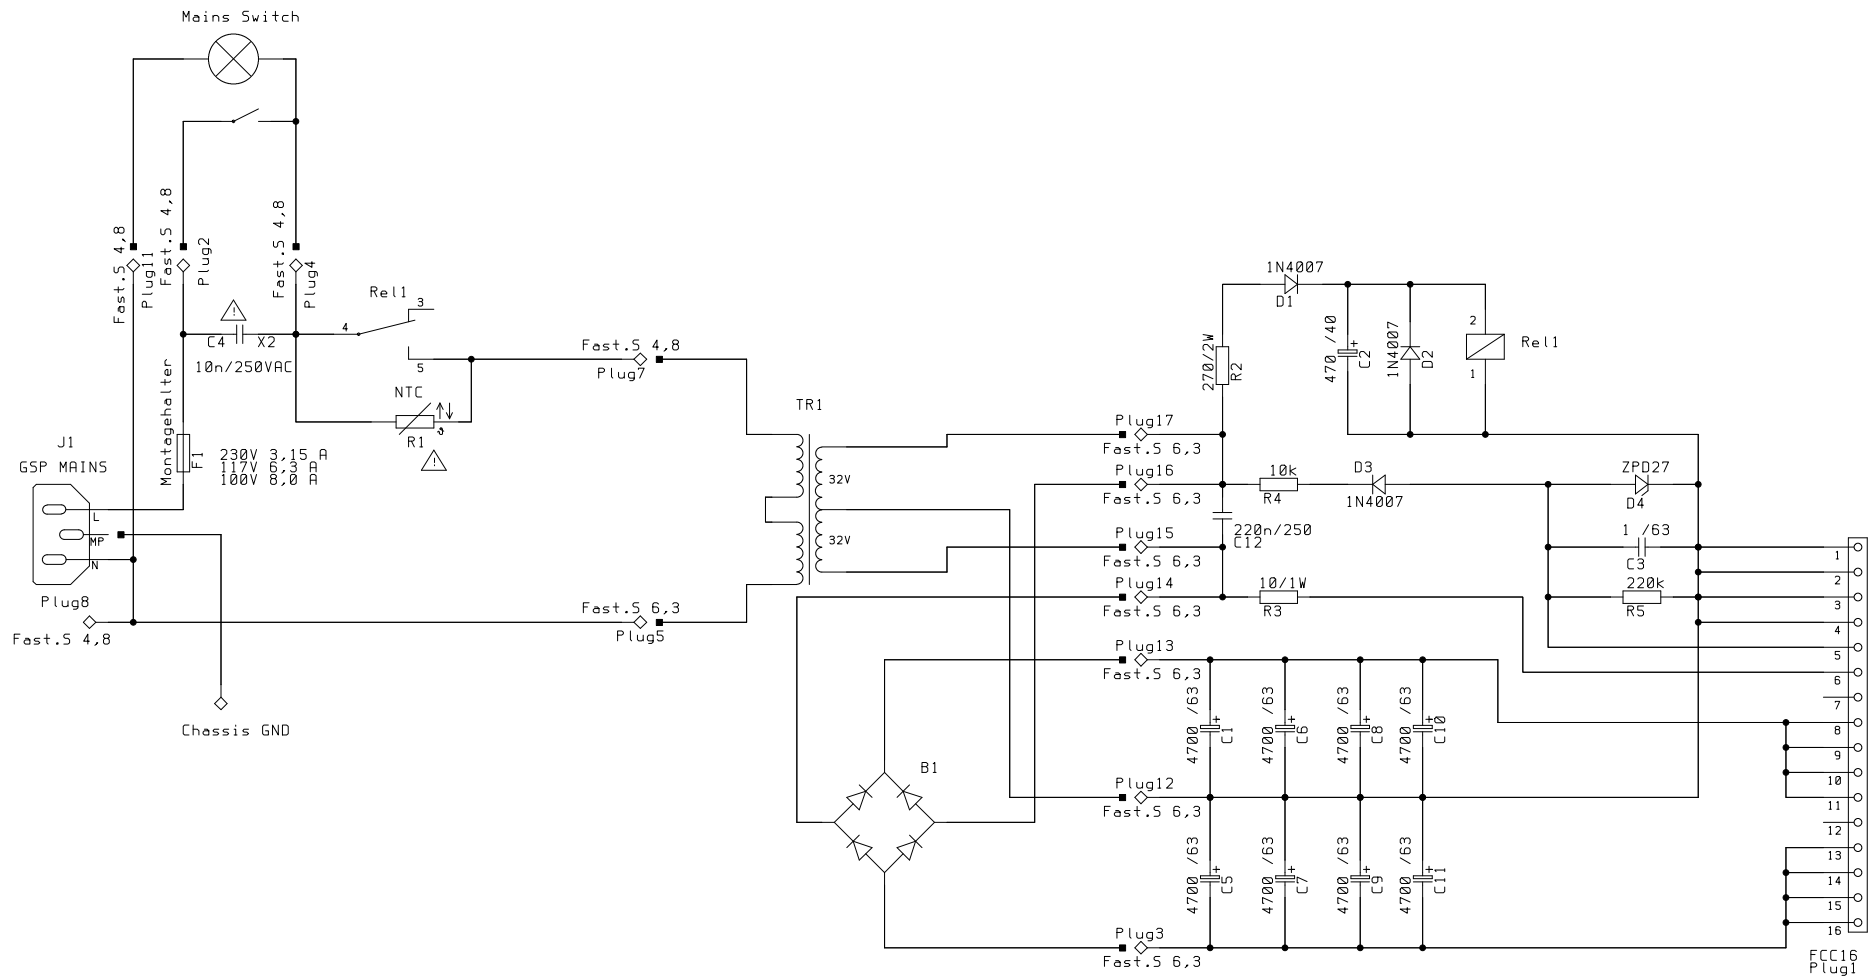 Mains Switch
Fast.S 4,8
Plug11
Fast.S 4,8
Plug2
Fast.S 4,8
Plug4
Rel1
3
4
5
!
C4
X2
10n/250VAC
Montagehalter
F1
230V 3,15 A
117V 6,3 A
100V 8,0 A
NTC
R1
!
J1
GSP MAINS
L
MP
N
Plug8
Fast.S 4,8
Chassis GND
Fast.S 4,8
Plug7
Fast.S 6,3
Plug5
TR1
32V
32V
1N4007
D1
270/2W
R2
470 /40
+
C2
1N4007
D2
2
1
Rel1
Plug17
Fast.S 6,3
Plug16
Fast.S 6,3
10k
R4
D3
1N4007
ZPD27
D4
220n/250
C12
1 /63
C3
220k
R5
Plug15
Fast.S 6,3
Plug14
Fast.S 6,3
10/1W
R3
Plug13
Fast.S 6,3
4700 /63
+
C1
4700 /63
+
C6
4700 /63
+
C8
4700 /63
+
C10
B1
Plug12
Fast.S 6,3
4700 /63
+
C5
4700 /63
+
C7
4700 /63
+
C9
4700 /63
+
C11
Plug3
Fast.S 6,3
1
2
3
4
5
6
7
8
9
10
11
12
13
14
15
16
FCC16
Plug1